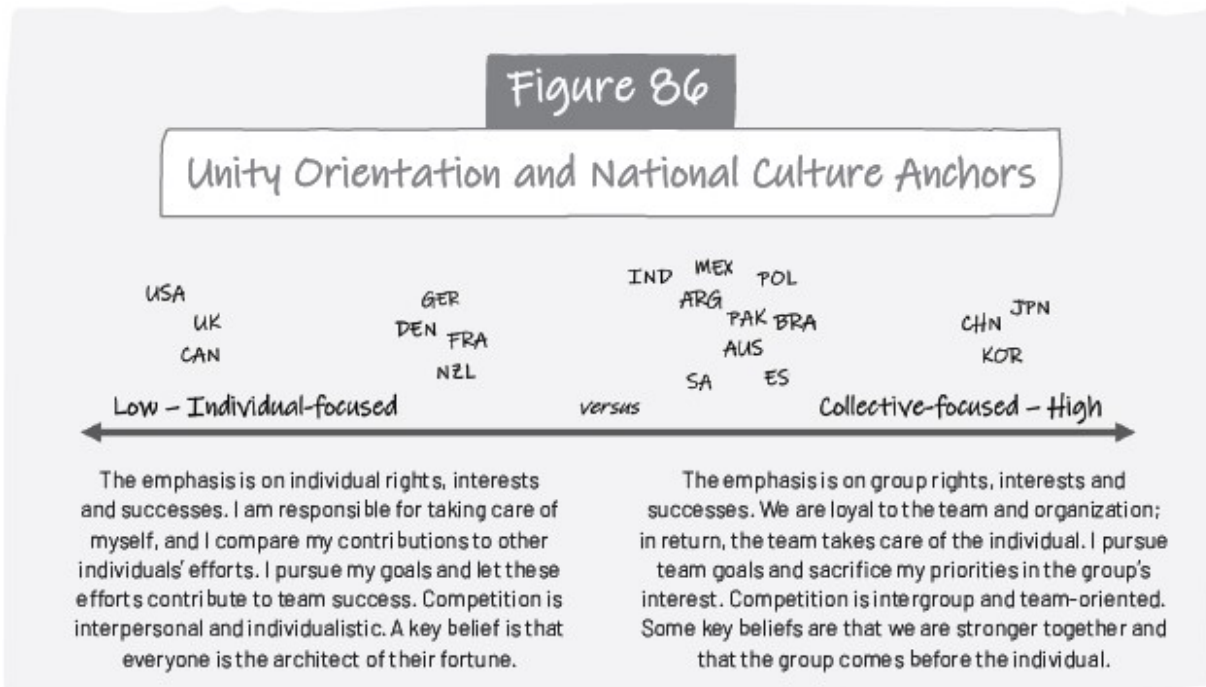 Figure 86
Unity Orientation and National Culture Anchors
IND MEX POL
USA GER ARG
UK DEN FRA PAK BRA CHN JPN
CAN AUS KOR
NZL SA ES
Low – Individual-focused versus Collective-focused – High
The emphasis is on individual rights, interests
and successes. I am responsible for taking care of
myself, and I compare my contributions to other
individuals' efforts. I pursue my goals and let these
efforts contribute to team success. Competition is
interpersonal and individualistic. A key belief is that
everyone is the architect of their fortune.
The emphasis is on group rights, interests and
successes. We are loyal to the team and organization;
in return, the team takes care of the individual. I pursue
team goals and sacrifice my priorities in the group's
interest. Competition is intergroup and team-oriented.
Some key beliefs are that we are stronger together and
that the group comes before the individual.